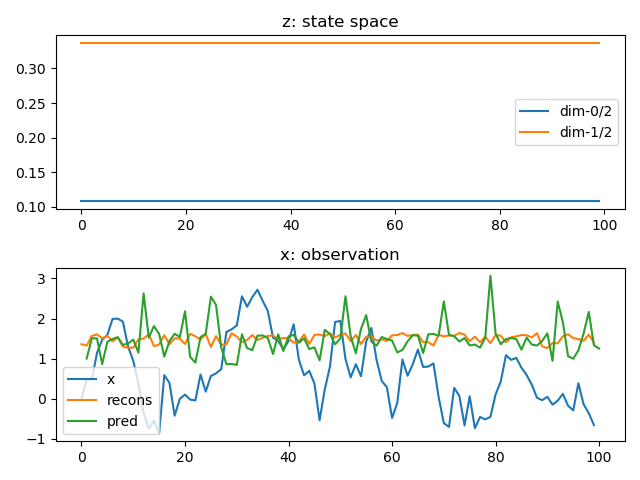 z: state space
0.30
0.25
0.20
0.15
0.10
dim-0/2
dim-1/2
0 20 40 60 80 100
x: observation
3
2
1
0
−1
x
recons
pred
0 20 40 60 80 100